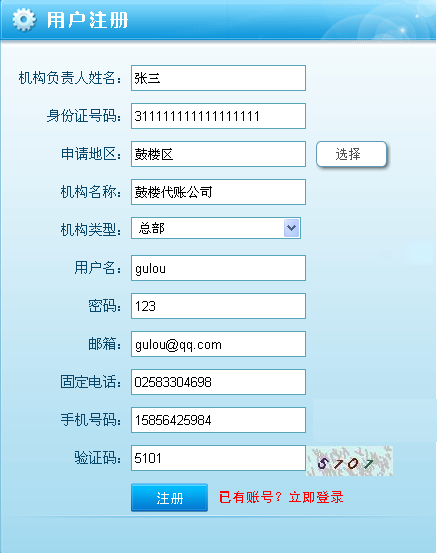 用户注册
机构负责人姓名： 张三
身份证号码： 311111111111111111
申请地区： 鼓楼区 选择
机构名称： 鼓楼代账公司
机构类型： 总部
用户名： gulou
密码： 123
邮箱： gulou@qq.com
固定电话： 02583304698
手机号码： 15856425984
验证码： 5101 5101
注册 已有账号？立即登录